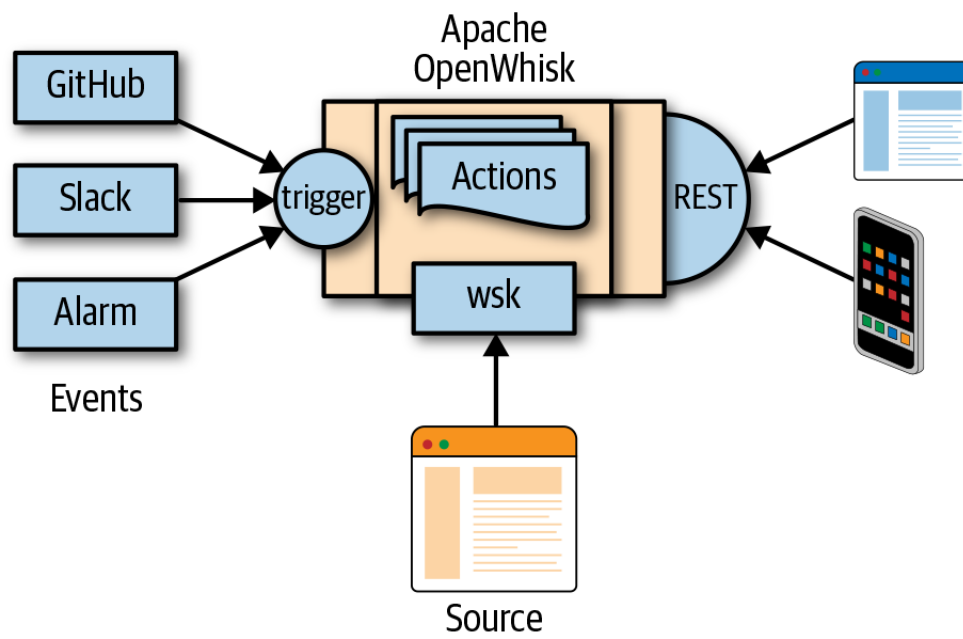 Apache
OpenWhisk
GitHub
Slack
Alarm
Events
trigger
Actions
wsk
REST
Source